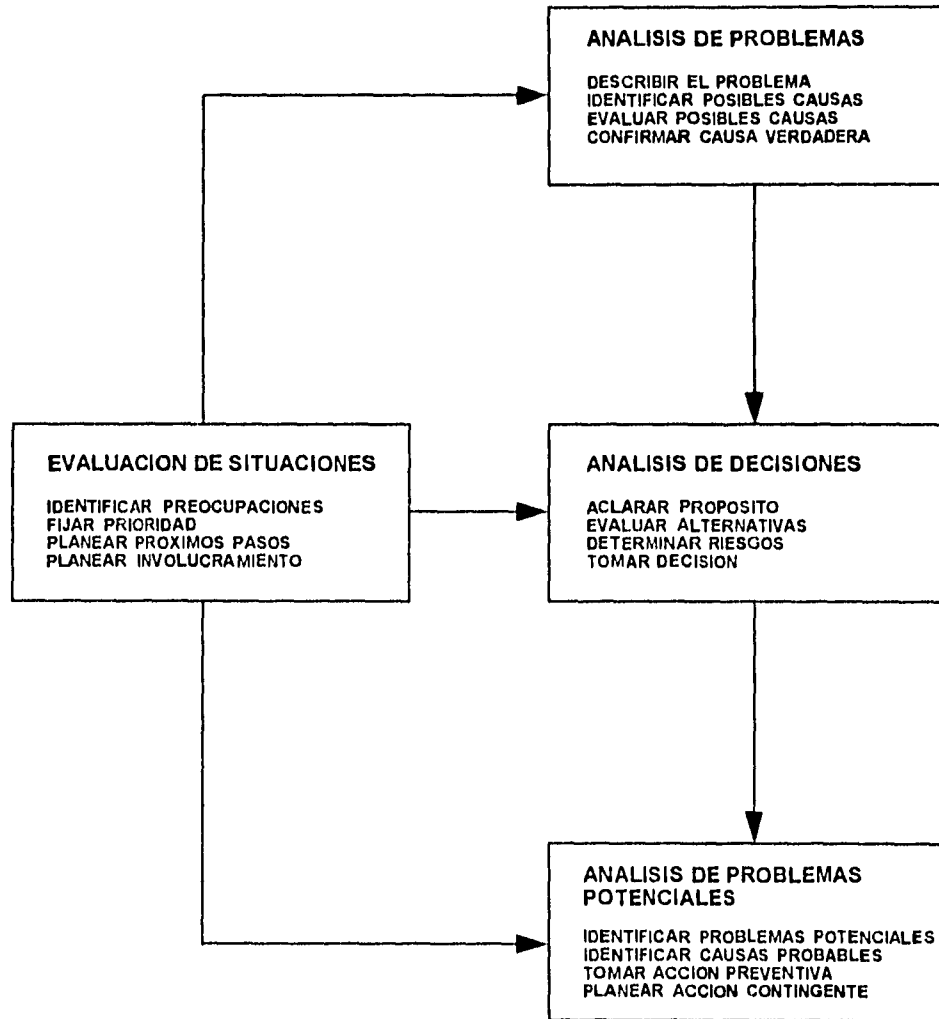 ANALISIS DE PROBLEMAS
DESCRIBIR EL PROBLEMA
IDENTIFICAR POSIBLES CAUSAS
EVALUAR POSIBLES CAUSAS
CONFIRMAR CAUSA VERDADERA
EVALUACION DE SITUACIONES
IDENTIFICAR PREOCUPACIONES
FIJAR PRIORIDAD
PLANEAR PROXIMOS PASOS
PLANEAR INVOLUCRAMIENTO
ANALISIS DE DECISIONES
ACLARAR PROPOSITO
EVALUAR ALTERNATIVAS
DETERMINAR RIESGOS
TOMAR DECISION
ANALISIS DE PROBLEMAS
POTENCIALES
IDENTIFICAR PROBLEMAS POTENCIALES
IDENTIFICAR CAUSAS PROBABLES
TOMAR ACCION PREVENTIVA
PLANEAR ACCION CONTINGENTE